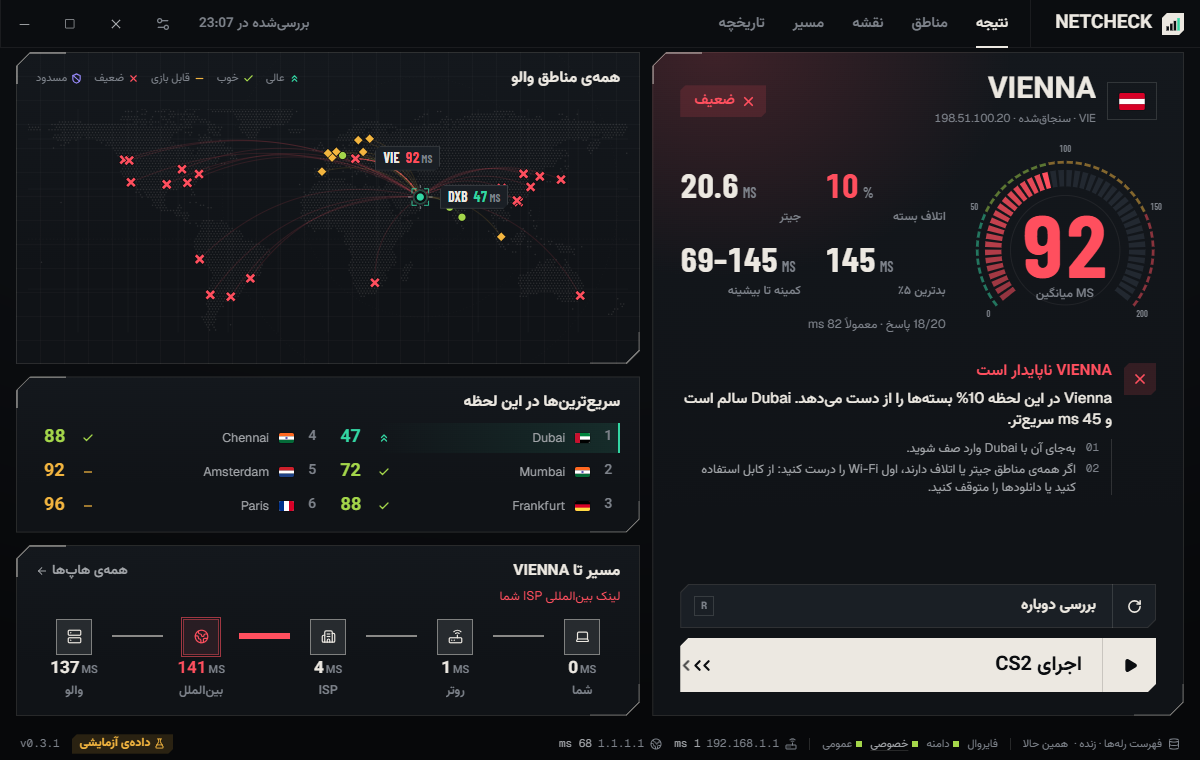 NETCHECK
نتیجه
مناطق
نقشه
مسیر
تاریخچه
بررسی‌شده در 23:07
VIENNA
VIE · سنجاق‌شده · 198.51.100.20
ضعیف
20.6 MS
جیتر
10 %
اتلاف بسته
69–145 MS
کمینه تا بیشینه
145 MS
بدترین ۵٪
18/20 پاسخ · معمولاً 82 ms
0
50
100
150
200
92
میانگین MS
VIENNA ناپایدار است
Vienna در این لحظه 10% بسته‌ها را از دست می‌دهد. Dubai سالم است
و 45 ms سریع‌تر.
01 به‌جای آن با Dubai وارد صف شوید.
02 اگر همه‌ی مناطق جیتر یا اتلاف دارند، اول Wi-Fi را درست کنید: از کابل استفاده
کنید یا دانلودها را متوقف کنید.
بررسی دوباره
R
اجرای CS2
همه‌ی مناطق والو
عالی
خوب
قابل بازی
ضعیف
مسدود
VIE 92 MS
DXB 47 MS
سریع‌ترین‌ها در این لحظه
1 Dubai 47
2 Mumbai 72
3 Frankfurt 88
4 Chennai 88
5 Amsterdam 92
6 Paris 96
مسیر تا VIENNA
همه‌ی هاپ‌ها
لینک بین‌المللی ISP شما
0 MS
شما
1 MS
روتر
4 MS
ISP
141 MS
بین‌الملل
137 MS
والو
فهرست رله‌ها · زنده · همین حالا
فایروال
دامنه
خصوصی
عمومی
192.168.1.1 1 ms
1.1.1.1 68 ms
داده‌ی آزمایشی
v0.3.1